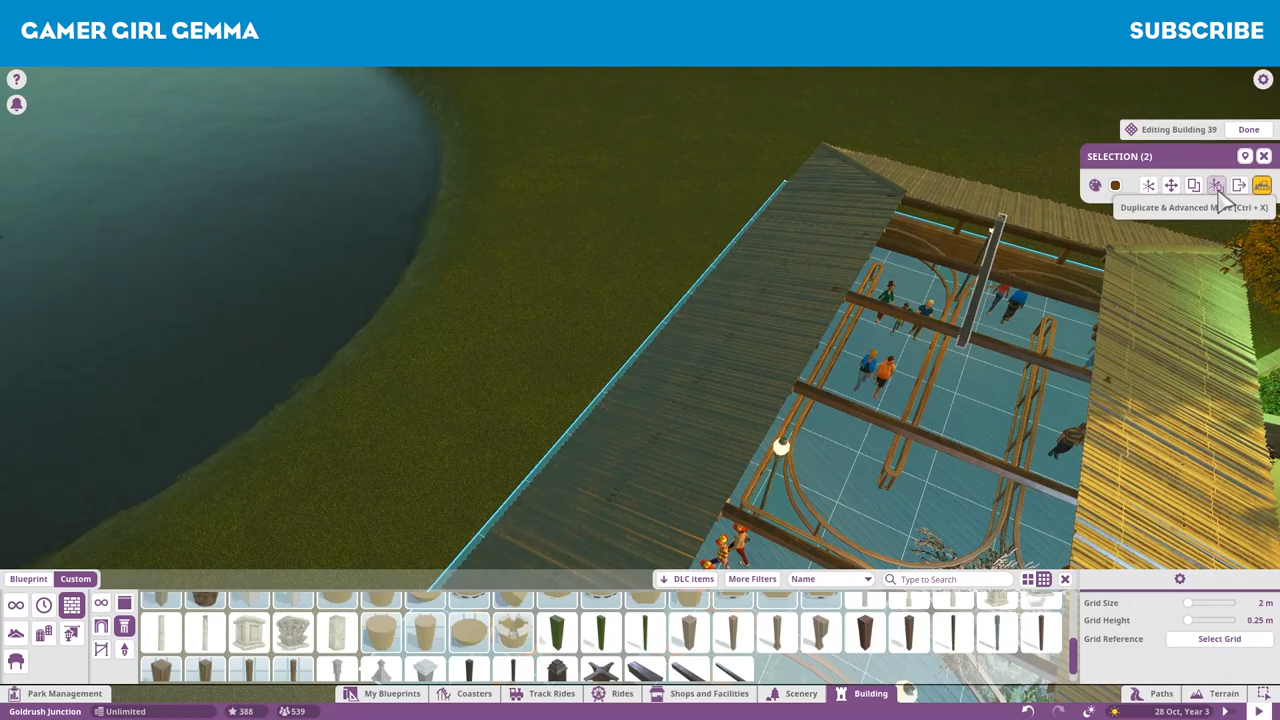 GAMER GIRL GEMMA
SUBSCRIBE
?
Editing Building 39
Done
SELECTION (2)
Duplicate & Advanced M [Ctrl + X]
Blueprint
Custom
DLC items
More Filters
Name
Type to Search
Grid Size
2 m
Grid Height
0.25 m
Grid Reference
Select Grid
Park Management
My Blueprints
Coasters
Track Rides
Rides
Shops and Facilities
Scenery
Building
Paths
Terrain
Goldrush Junction
Unlimited
388
539
28 Oct, Year 3